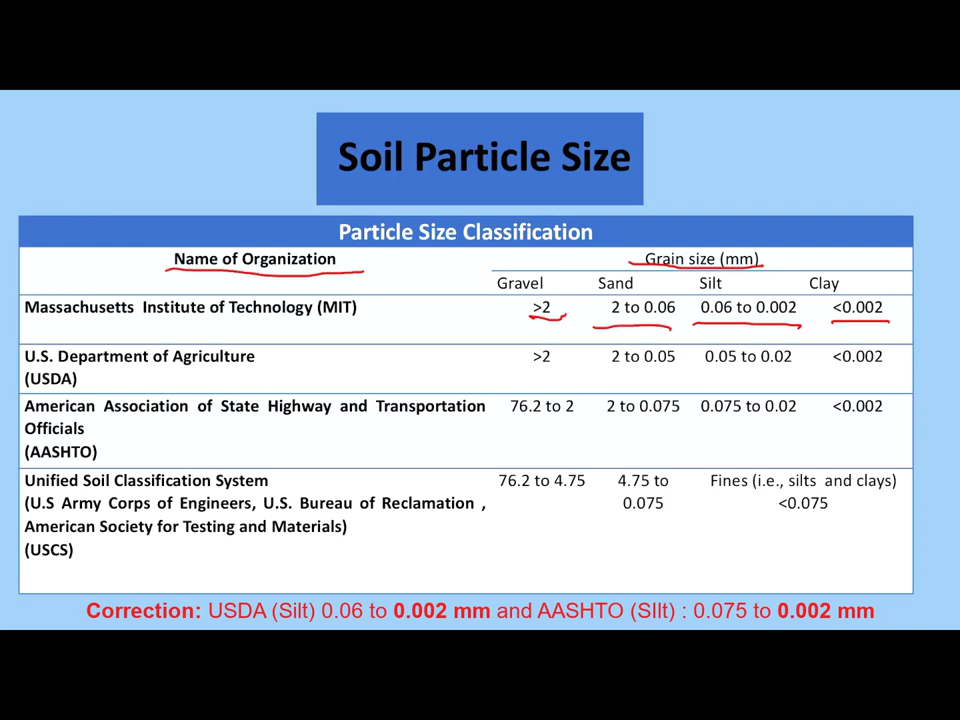 Soil Particle Size
Particle Size Classification
Name of Organization Grain size (mm)
Gravel Sand Silt Clay
Massachusetts Institute of Technology (MIT) >2 2 to 0.06 0.06 to 0.002 <0.002
U.S. Department of Agriculture >2 2 to 0.05 0.05 to 0.02 <0.002
(USDA)
American Association of State Highway and Transportation 76.2 to 2 2 to 0.075 0.075 to 0.02 <0.002
Officials
(AASHTO)
Unified Soil Classification System 76.2 to 4.75 4.75 to Fines (i.e., silts and clays)
(U.S Army Corps of Engineers, U.S. Bureau of Reclamation , 0.075 <0.075
American Society for Testing and Materials)
(USCS)
Correction: USDA (Silt) 0.06 to 0.002 mm and AASHTO (SIlt) : 0.075 to 0.002 mm